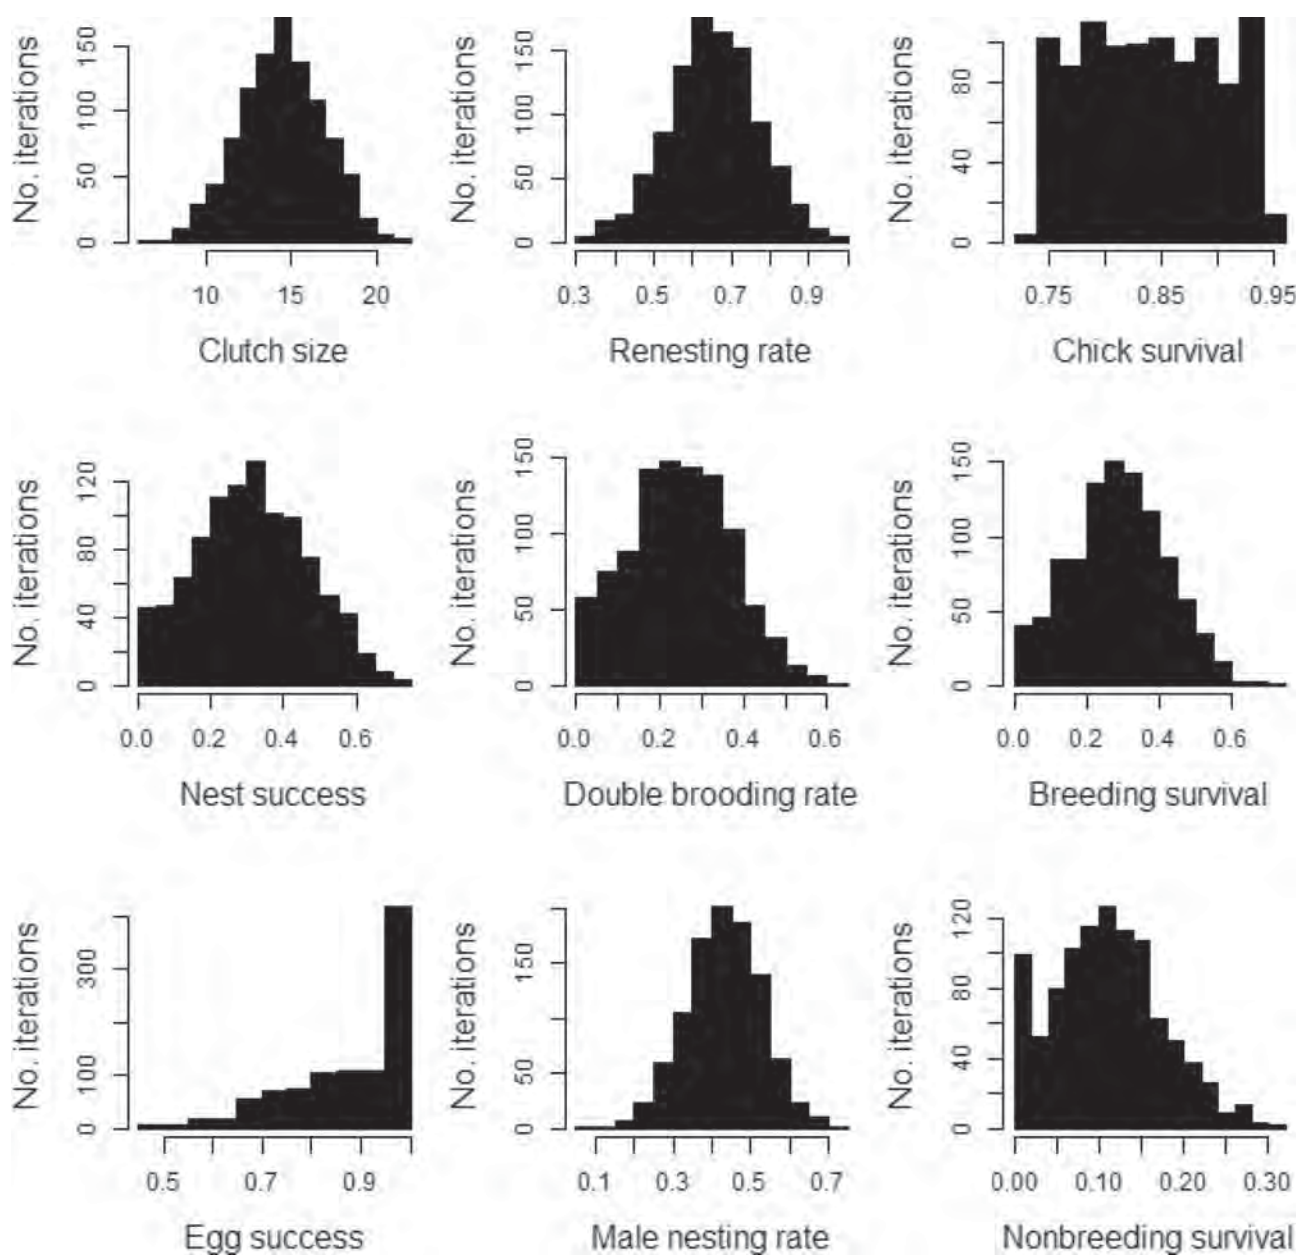 No. iterations
0 50 100 150
10 15 20
Clutch size
No. iterations
0 50 100 150
0.3 0.5 0.7 0.9
Renesting rate
No. iterations
0 40 80
0.75 0.85 0.95
Chick survival
No. iterations
0 40 80 120
0.0 0.2 0.4 0.6
Nest success
No. iterations
0 50 100 150
0.0 0.2 0.4 0.6
Double brooding rate
No. iterations
0 50 100 150
0.0 0.2 0.4 0.6
Breeding survival
No. iterations
0 100 300
0.5 0.7 0.9
Egg success
No. iterations
0 50 150
0.1 0.3 0.5 0.7
Male nesting rate
No. iterations
0 40 80 120
0.00 0.10 0.20 0.30
Nonbreeding survival